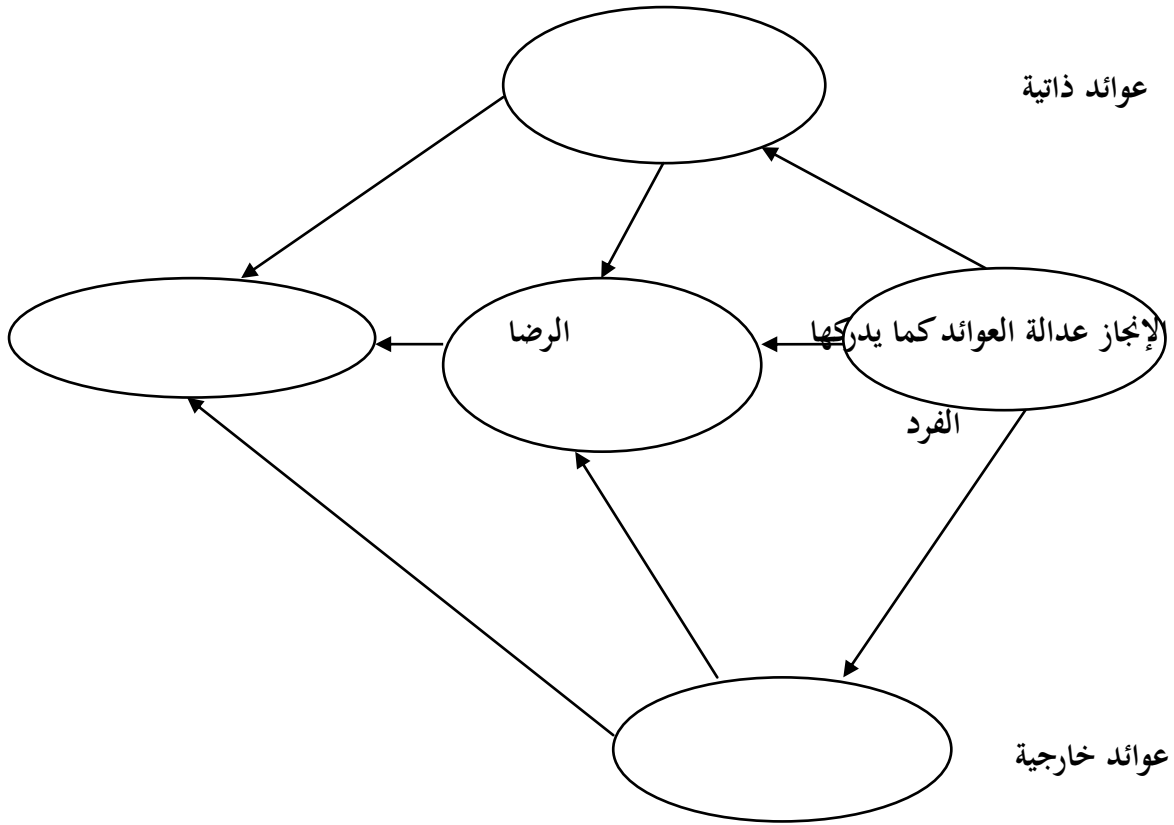 عوائد ذاتية
الإنجاز عدالة العوائد كما يدركها الرضا
الفرد
عوائد خارجية